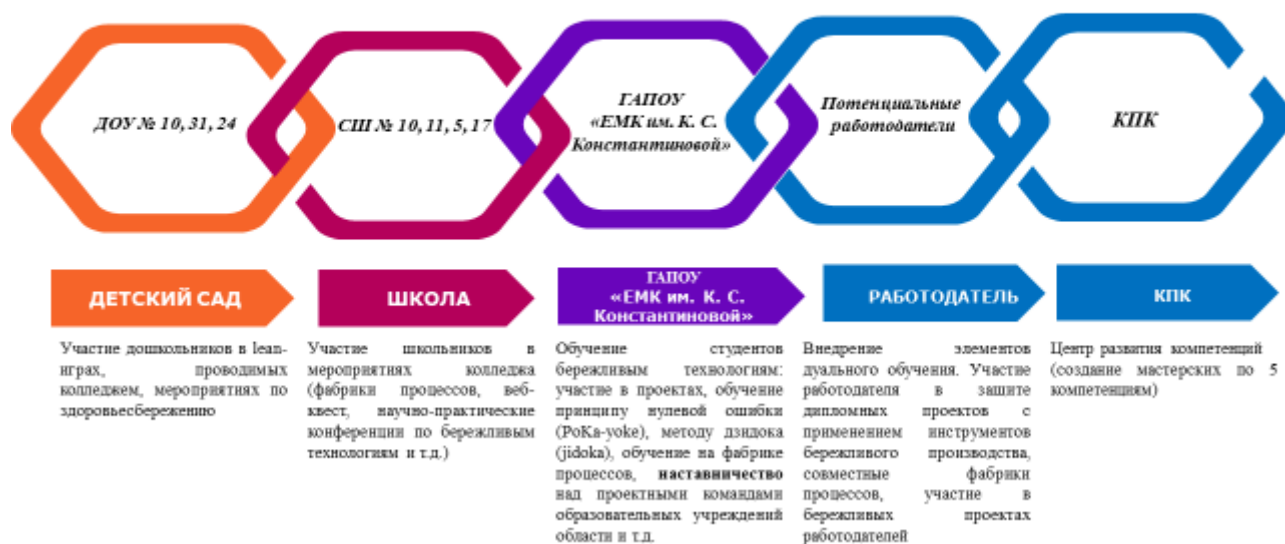 ДОУ № 10, 31, 24
СШ № 10, 11, 5, 17
ГАПОУ
«ЕМК им. К. С.
Константиновой»
Потенциальные
работодатели
КПК
ДЕТСКИЙ САД
Участие дошкольников в lean-
играх, проводимых
колледжем, мероприятиях по
здоровьесбережению
ШКОЛА
Участие школьников в
мероприятиях колледжа
(фабрики процессов, веб-
квест, научно-практические
конференции по бережливым
технологиям и т.д.)
ГАПОУ
«ЕМК им. К. С.
Константиновой»
Обучение студентов
бережливым технологиям:
участие в проектах, обучение
принципу нулевой ошибки
(PoKa-yoke), методу дзидока
(jidoka), обучение на фабрике
процессов, наставничество
над проектными командами
образовательных учреждений
области и т.д.
РАБОТОДАТЕЛЬ
Внедрение элементов
дуального обучения. Участие
работодателя в зашите
дипломных проектов с
применением инструментов
бережливого производства,
совместные фабрики
процессов, участие в
бережливых проектах
работодателей
КПК
Центр развития компетенций
(создание мастерских по 5
компетенциям)